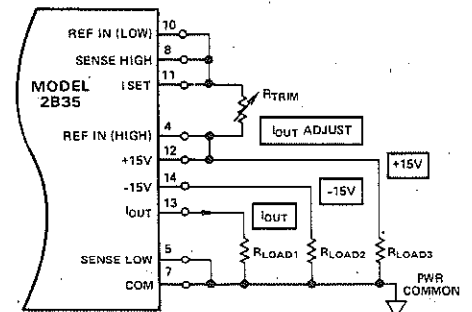 MODEL
2B35
REF IN (LOW) 10
SENSE HIGH 8
I SET 11
RTRIM
REF IN (HIGH) 4
IOUT ADJUST
+15V 12
+15V
-15V 14
-15V
IOUT 13
IOUT
RLOAD1
RLOAD2
RLOAD3
SENSE LOW 5
COM 7
PWR
COMMON